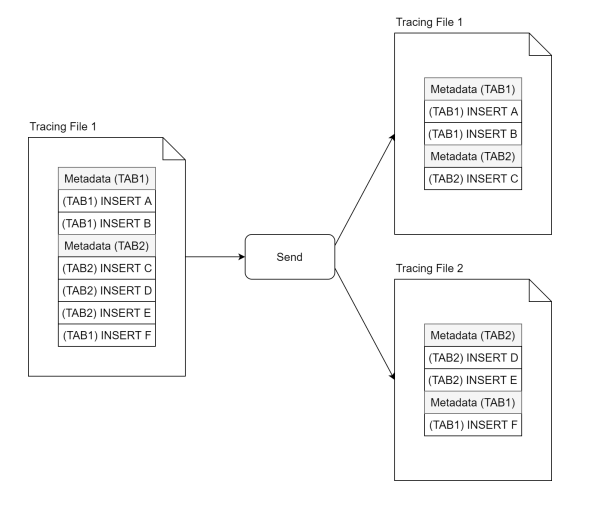 Tracing File 1
Metadata (TAB1)
(TAB1) INSERT A
(TAB1) INSERT B
Metadata (TAB2)
(TAB2) INSERT C
(TAB2) INSERT D
(TAB2) INSERT E
(TAB1) INSERT F
Send
Tracing File 1
Metadata (TAB1)
(TAB1) INSERT A
(TAB1) INSERT B
Metadata (TAB2)
(TAB2) INSERT C
Tracing File 2
Metadata (TAB2)
(TAB2) INSERT D
(TAB2) INSERT E
Metadata (TAB1)
(TAB1) INSERT F